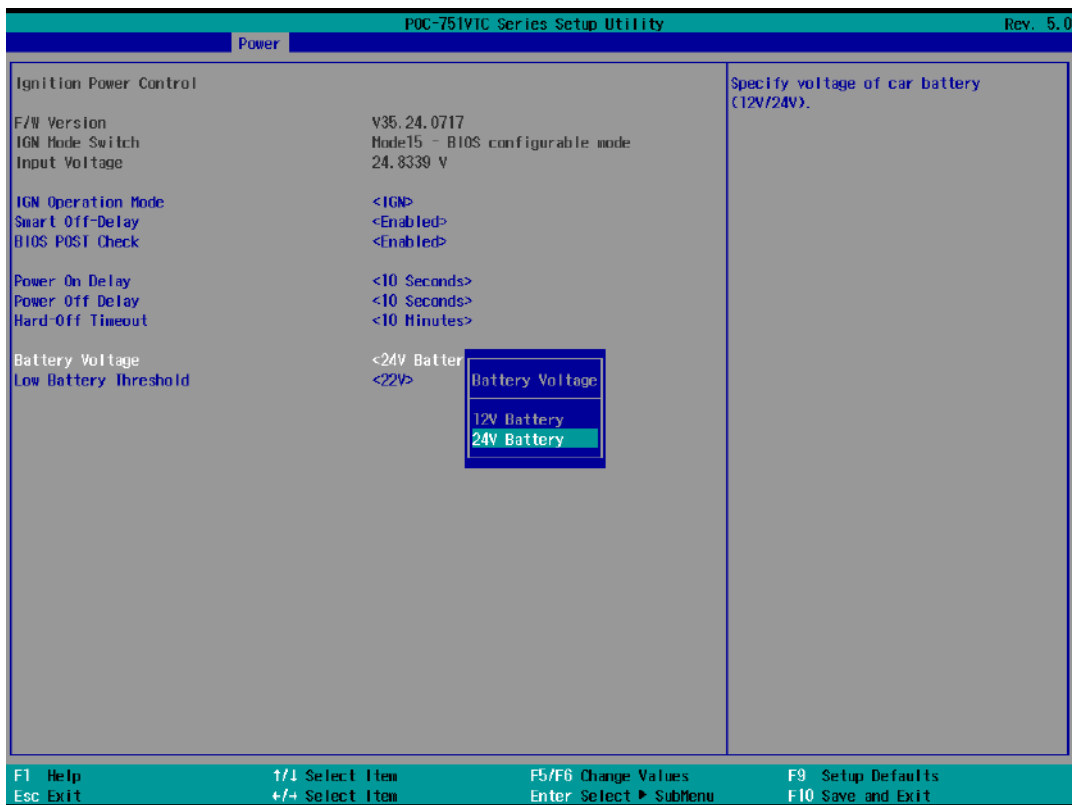 POC-751VTC Series Setup Utility Rev. 5.0
Power
Ignition Power Control
Specify voltage of car battery
(12V/24V).
F/W Version V35.24.0717
IGN Mode Switch Mode15 - BIOS configurable mode
Input Voltage 24.8339 V
IGN Operation Mode <IGN>
Smart Off-Delay <Enabled>
BIOS POST Check <Enabled>
Power On Delay <10 Seconds>
Power Off Delay <10 Seconds>
Hard-Off Timeout <10 Minutes>
Battery Voltage <24V Batter
Low Battery Threshold <22V>
Battery Voltage
12V Battery
24V Battery
F1 Help ↑/↓ Select Item F5/F6 Change Values F9 Setup Defaults
Esc Exit ←/→ Select Item Enter Select ▶ SubMenu F10 Save and Exit